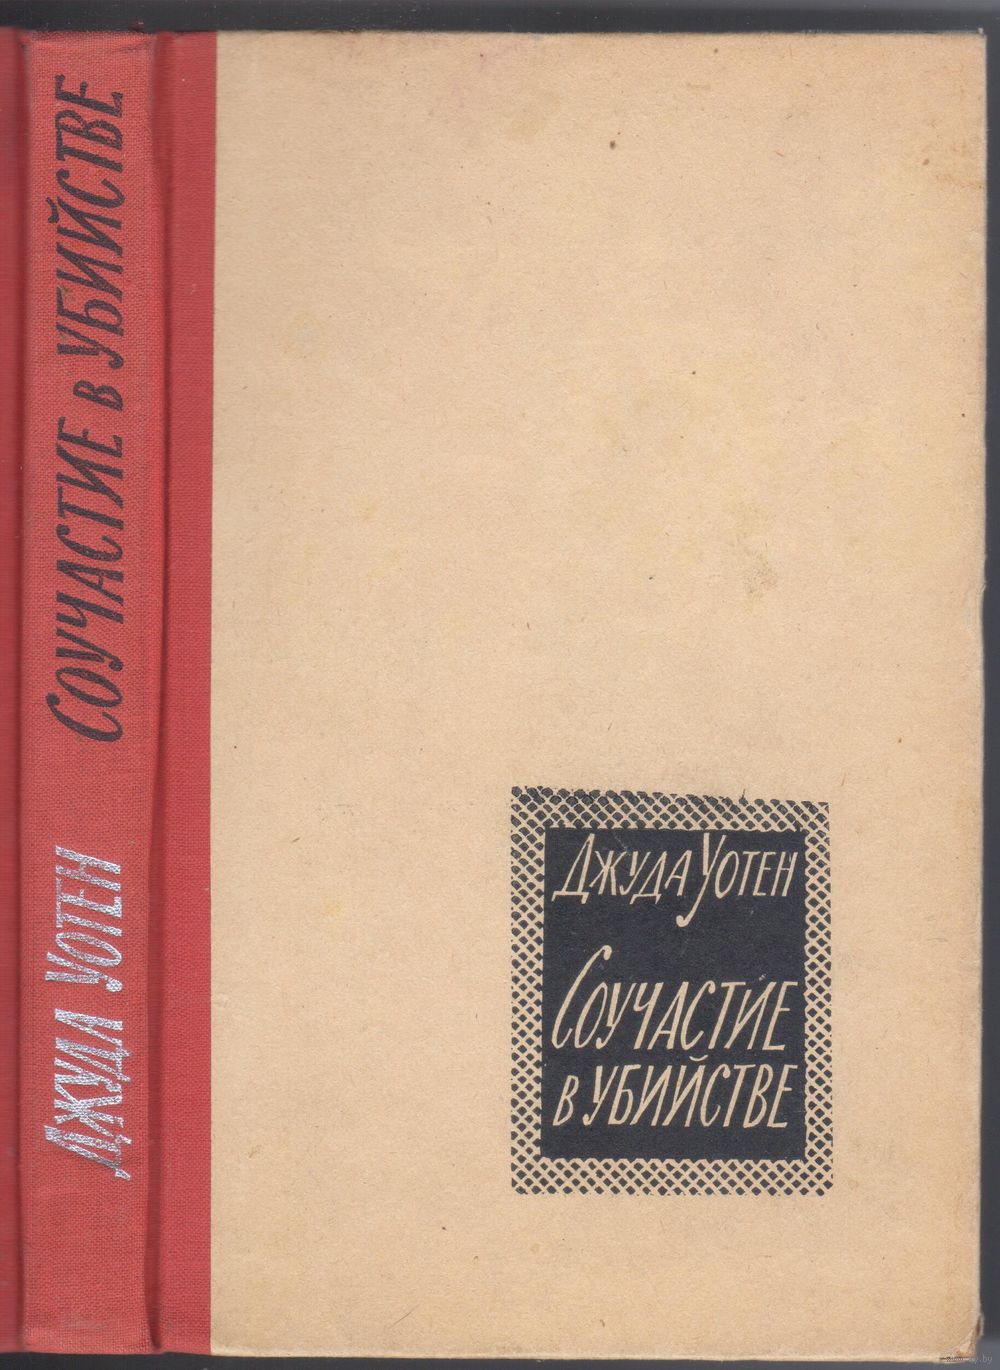 Джуда Уотен Соучастие в убийстве
Джуда Уотен
Соучастие
в убийстве